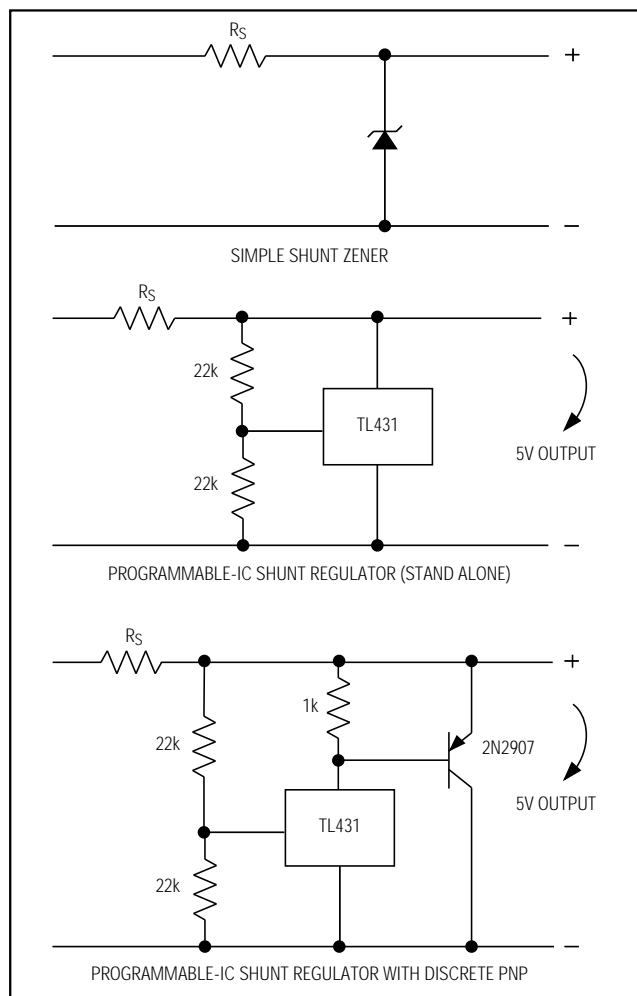 RS
+
−
SIMPLE SHUNT ZENER
RS
+
22k
TL431
5V OUTPUT
22k
−
PROGRAMMABLE-IC SHUNT REGULATOR (STAND ALONE)
RS
+
1k
22k
2N2907
5V OUTPUT
TL431
22k
−
PROGRAMMABLE-IC SHUNT REGULATOR WITH DISCRETE PNP